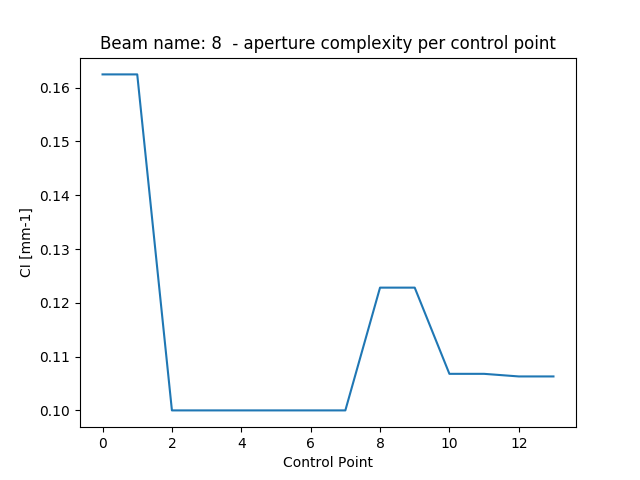 Beam name: 8  - aperture complexity per control point
CI [mm-1]
0.16
0.15
0.14
0.13
0.12
0.11
0.10
0 2 4 6 8 10 12
Control Point